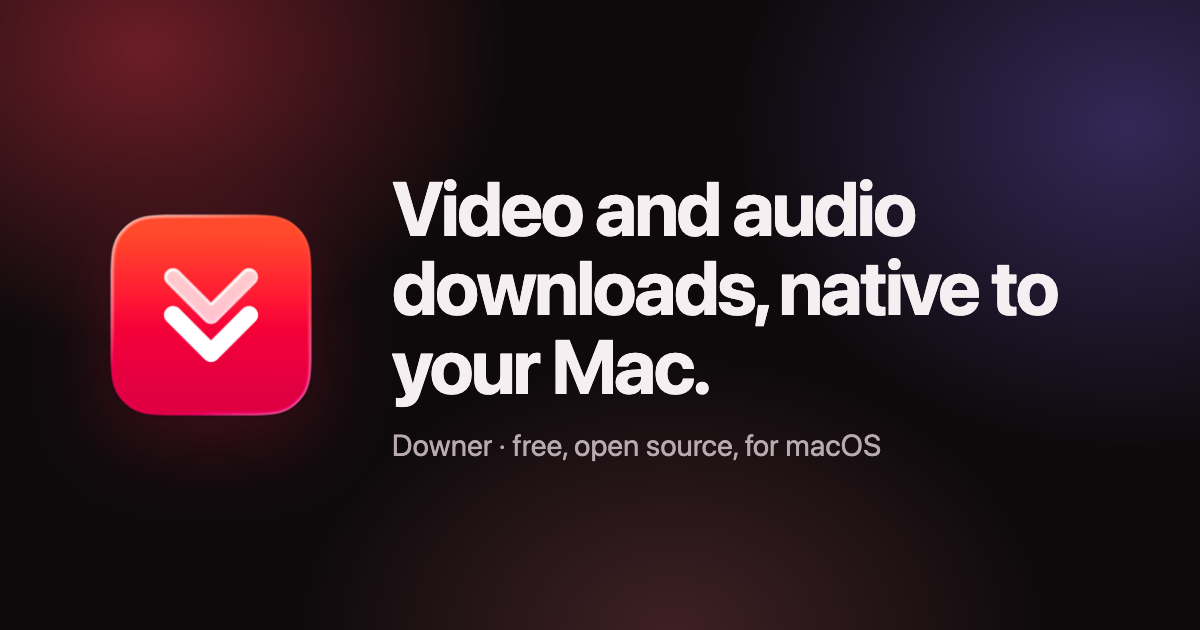 Video and audio
downloads, native to
your Mac.
Downer · free, open source, for macOS